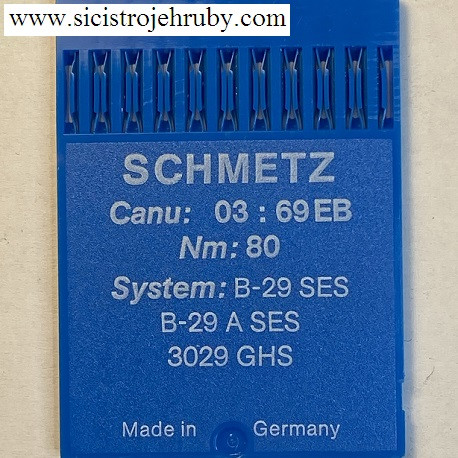 www.sicistrojehruby.com
SCHMETZ
Canu: 03 : 69 EB
Nm: 80
System: B-29 SES
B-29 A SES
3029 GHS
Made in 9 Germany